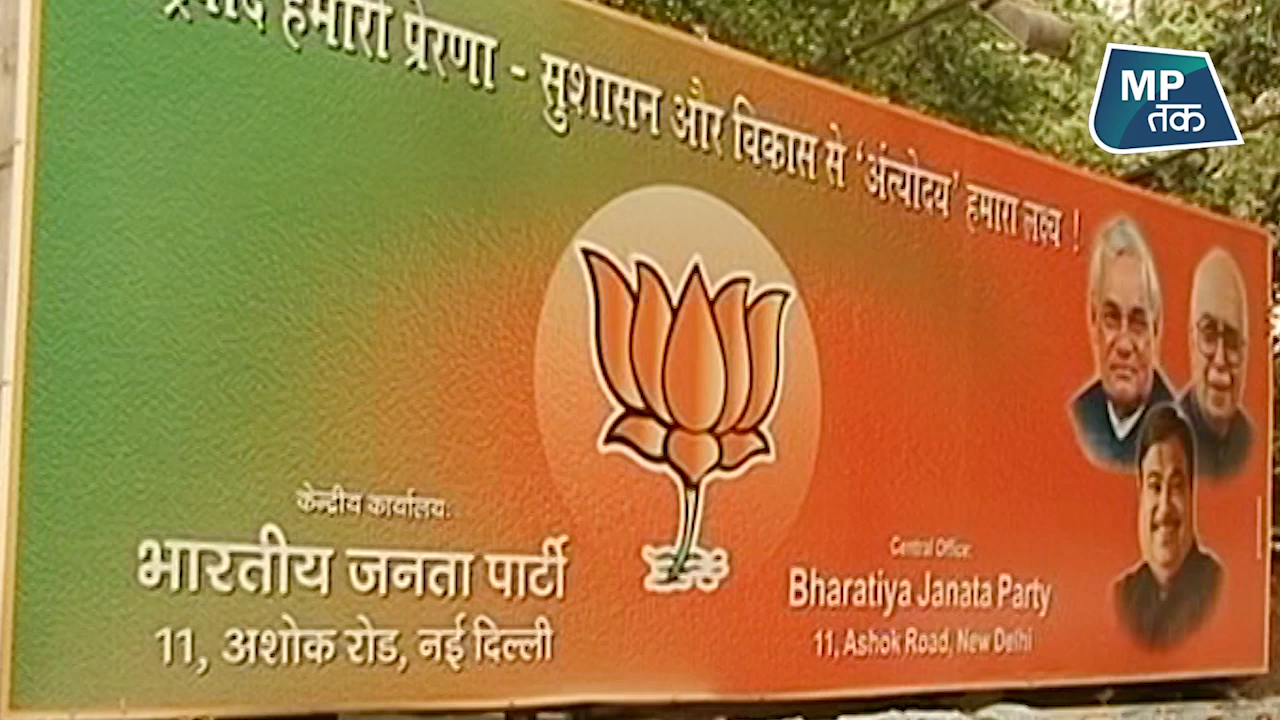 हमारी प्रेरणा - सुशासन और विकास से ‘अंत्योदय’ हमारा लक्ष्य !
MP
तक
केन्द्रीय कार्यालय:
भारतीय जनता पार्टी
11, अशोक रोड, नई दिल्ली
Central Office:
Bharatiya Janata Party
11, Ashok Road, New Delhi